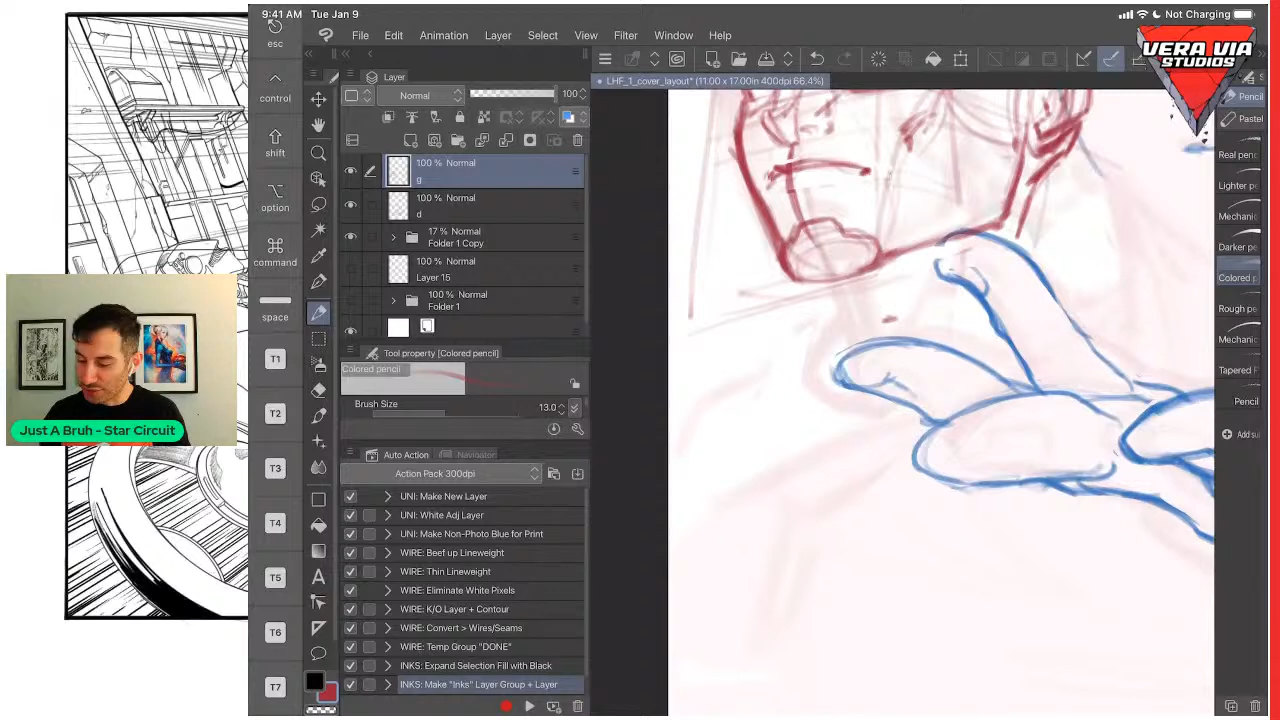 9:41 AM Tue Jan 9
Not Charging
esc
File Edit Animation Layer Select View Filter Window Help
VERA VIA
STUDIOS
Layer
LHF_1_cover_layout* (11.00 x 17.00in 400dpi 66.4%)
control
Normal
100
Pencil
Pastel
shift
100 % Normal
g
Real penc
Lighter pe
option
100 % Normal
d
Mechanic
17 % Normal
Folder 1 Copy
Darker pe
command
100 % Normal
Layer 15
Colored p
100 % Normal
Folder 1
space
Rough pe
Mechanic
T1
Tool property [Colored pencil]
Colored pencil
Tapered P
Brush Size
13.0
Pencil
T2
Just A Bruh - Star Circuit
Add su
Auto Action
Navigator
T3
Action Pack 300dpi
UNI: Make New Layer
UNI: White Adj Layer
T4
UNI: Make Non-Photo Blue for Print
WIRE: Beef up Lineweight
WIRE: Thin Lineweight
T5
WIRE: Eliminate White Pixels
WIRE: K/O Layer + Contour
WIRE: Convert > Wires/Seams
T6
WIRE: Temp Group "DONE"
INKS: Expand Selection Fill with Black
T7
INKS: Make "Inks" Layer Group + Layer